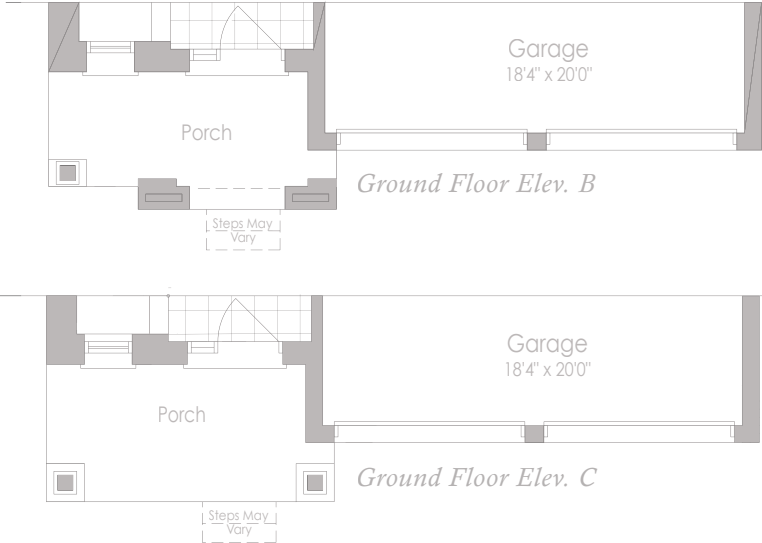 Garage
18'4" x 20'0"
Porch
Ground Floor Elev. B
Steps May
Vary
Garage
18'4" x 20'0"
Porch
Ground Floor Elev. C
Steps May
Vary